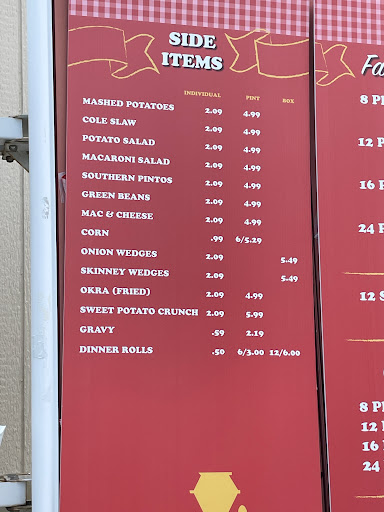 SIDE
ITEMS
INDIVIDUAL PINT BOX
MASHED POTATOES 2.09 4.99
COLE SLAW 2.09 4.99
POTATO SALAD 2.09 4.99
MACARONI SALAD 2.09 4.99
SOUTHERN PINTOS 2.09 4.99
GREEN BEANS 2.09 4.99
MAC & CHEESE 2.09 4.99
CORN .99 6/5.29
ONION WEDGES 2.09 5.49
SKINNEY WEDGES 2.09 5.49
OKRA (FRIED) 2.09 4.99
SWEET POTATO CRUNCH 2.09 5.99
GRAVY .59 2.19
DINNER ROLLS .50 6/3.00 12/6.00
Fa
8 P
12 P
16 P
24 P
12 S
8 P
12
16
24